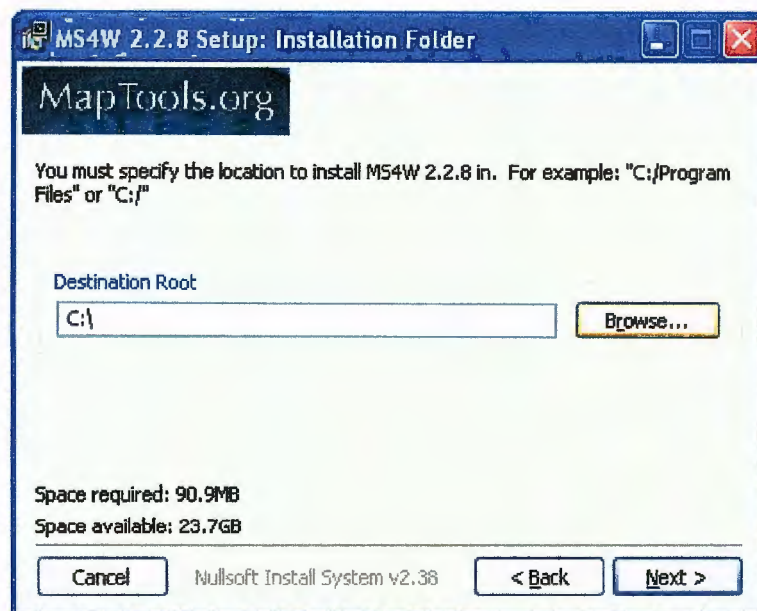 MS4W 2.2.8 Setup: Installation Folder
MapTools.org
You must specify the location to install MS4W 2.2.8 in. For example: "C:/Program
Files" or "C:/"
Destination Root
C:\
Browse...
Space required: 90.9MB
Space available: 23.7GB
Cancel
Nullsoft Install System v2.38
< Back
Next >